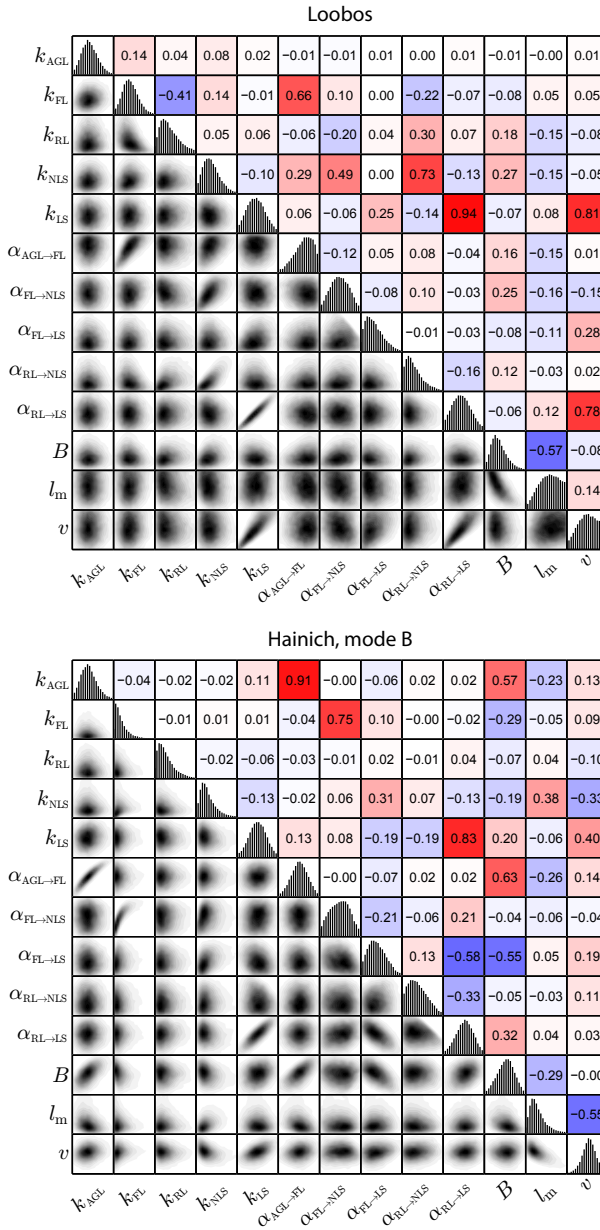 Loobos
k_AGL 0.14 0.04 0.08 0.02 −0.01 −0.01 0.01 0.00 0.01 −0.01 −0.00 0.01
k_FL −0.41 0.14 −0.01 0.66 0.10 0.00 −0.22 −0.07 −0.08 0.05 0.05
k_RL 0.05 0.06 −0.06 −0.20 0.04 0.30 0.07 0.18 −0.15 −0.08
k_NLS −0.10 0.29 0.49 0.00 0.73 −0.13 0.27 −0.15 −0.05
k_LS 0.06 −0.06 0.25 −0.14 0.94 −0.07 0.08 0.81
α_AGL→FL −0.12 0.05 0.08 −0.04 0.16 −0.15 0.01
α_FL→NLS −0.08 0.10 −0.03 0.25 −0.16 −0.15
α_FL→LS −0.01 −0.03 −0.08 −0.11 0.28
α_RL→NLS −0.16 0.12 −0.03 0.02
α_RL→LS −0.06 0.12 0.78
B −0.57 −0.08
l_m 0.14
v
k_AGL k_FL k_RL k_NLS k_LS α_AGL→FL α_FL→NLS α_FL→LS α_RL→NLS α_RL→LS B l_m v
Hainich, mode B
k_AGL −0.04 −0.02 −0.02 0.11 0.91 −0.00 −0.06 0.02 0.02 0.57 −0.23 0.13
k_FL −0.01 0.01 0.01 −0.04 0.75 0.10 −0.00 −0.02 −0.29 −0.05 0.09
k_RL −0.02 −0.06 −0.03 −0.01 0.02 −0.01 0.04 −0.07 0.04 −0.10
k_NLS −0.13 −0.02 0.06 0.31 0.07 −0.13 −0.19 0.38 −0.33
k_LS 0.13 0.08 −0.19 −0.19 0.83 0.20 −0.06 0.40
α_AGL→FL −0.00 −0.07 0.02 0.02 0.63 −0.26 0.14
α_FL→NLS −0.21 −0.06 0.21 −0.04 −0.06 −0.04
α_FL→LS 0.13 −0.58 −0.55 0.05 0.19
α_RL→NLS −0.33 −0.05 −0.03 0.11
α_RL→LS 0.32 0.04 0.03
B −0.29 −0.00
l_m
v
k_AGL k_FL k_RL k_NLS k_LS α_AGL→FL α_FL→NLS α_FL→LS α_RL→NLS α_RL→LS B l_m v